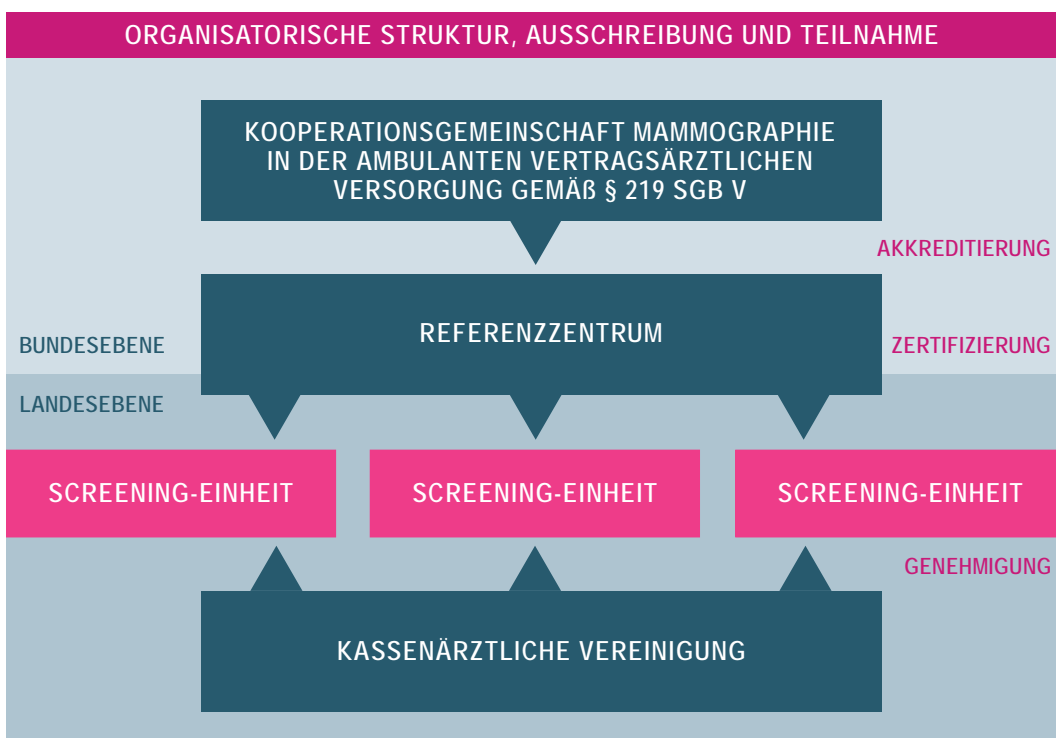 ORGANISATORISCHE STRUKTUR, AUSSCHREIBUNG UND TEILNAHME
KOOPERATIONSGEMEINSCHAFT MAMMOGRAPHIE
IN DER AMBULANTEN VERTRAGSÄRZTLICHEN
VERSORGUNG GEMÄß § 219 SGB V
AKKREDITIERUNG
REFERENZZENTRUM
BUNDESEBENE
ZERTIFIZIERUNG
LANDESEBENE
SCREENING-EINHEIT
SCREENING-EINHEIT
SCREENING-EINHEIT
GENEHMIGUNG
KASSENÄRZTLICHE VEREINIGUNG